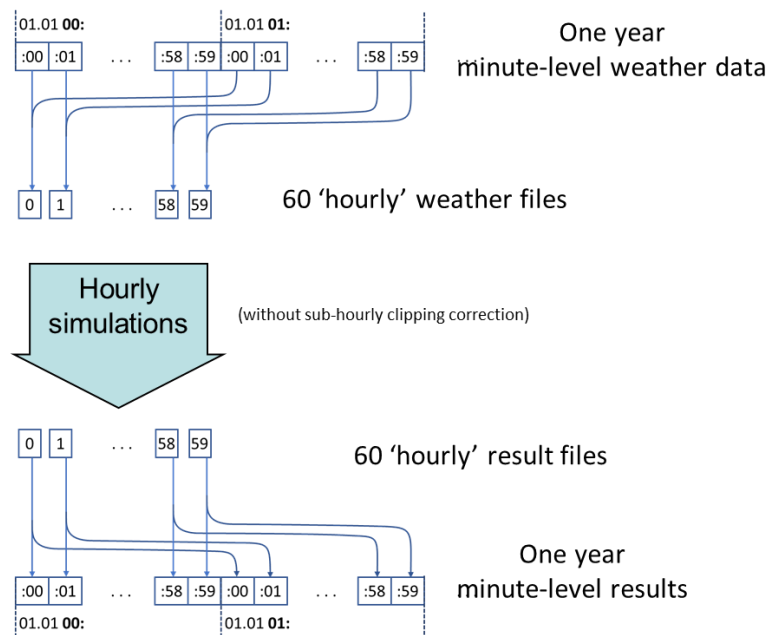 01.01 00: 01.01 01:
:00 :01 ... :58 :59 :00 :01 ... :58 :59
One year
minute-level weather data
0 1 ... 58 59
60 ‘hourly’ weather files
Hourly
simulations
(without sub-hourly clipping correction)
0 1 ... 58 59
60 ‘hourly’ result files
One year
minute-level results
:00 :01 ... :58 :59 :00 :01 ... :58 :59
01.01 00: 01.01 01: